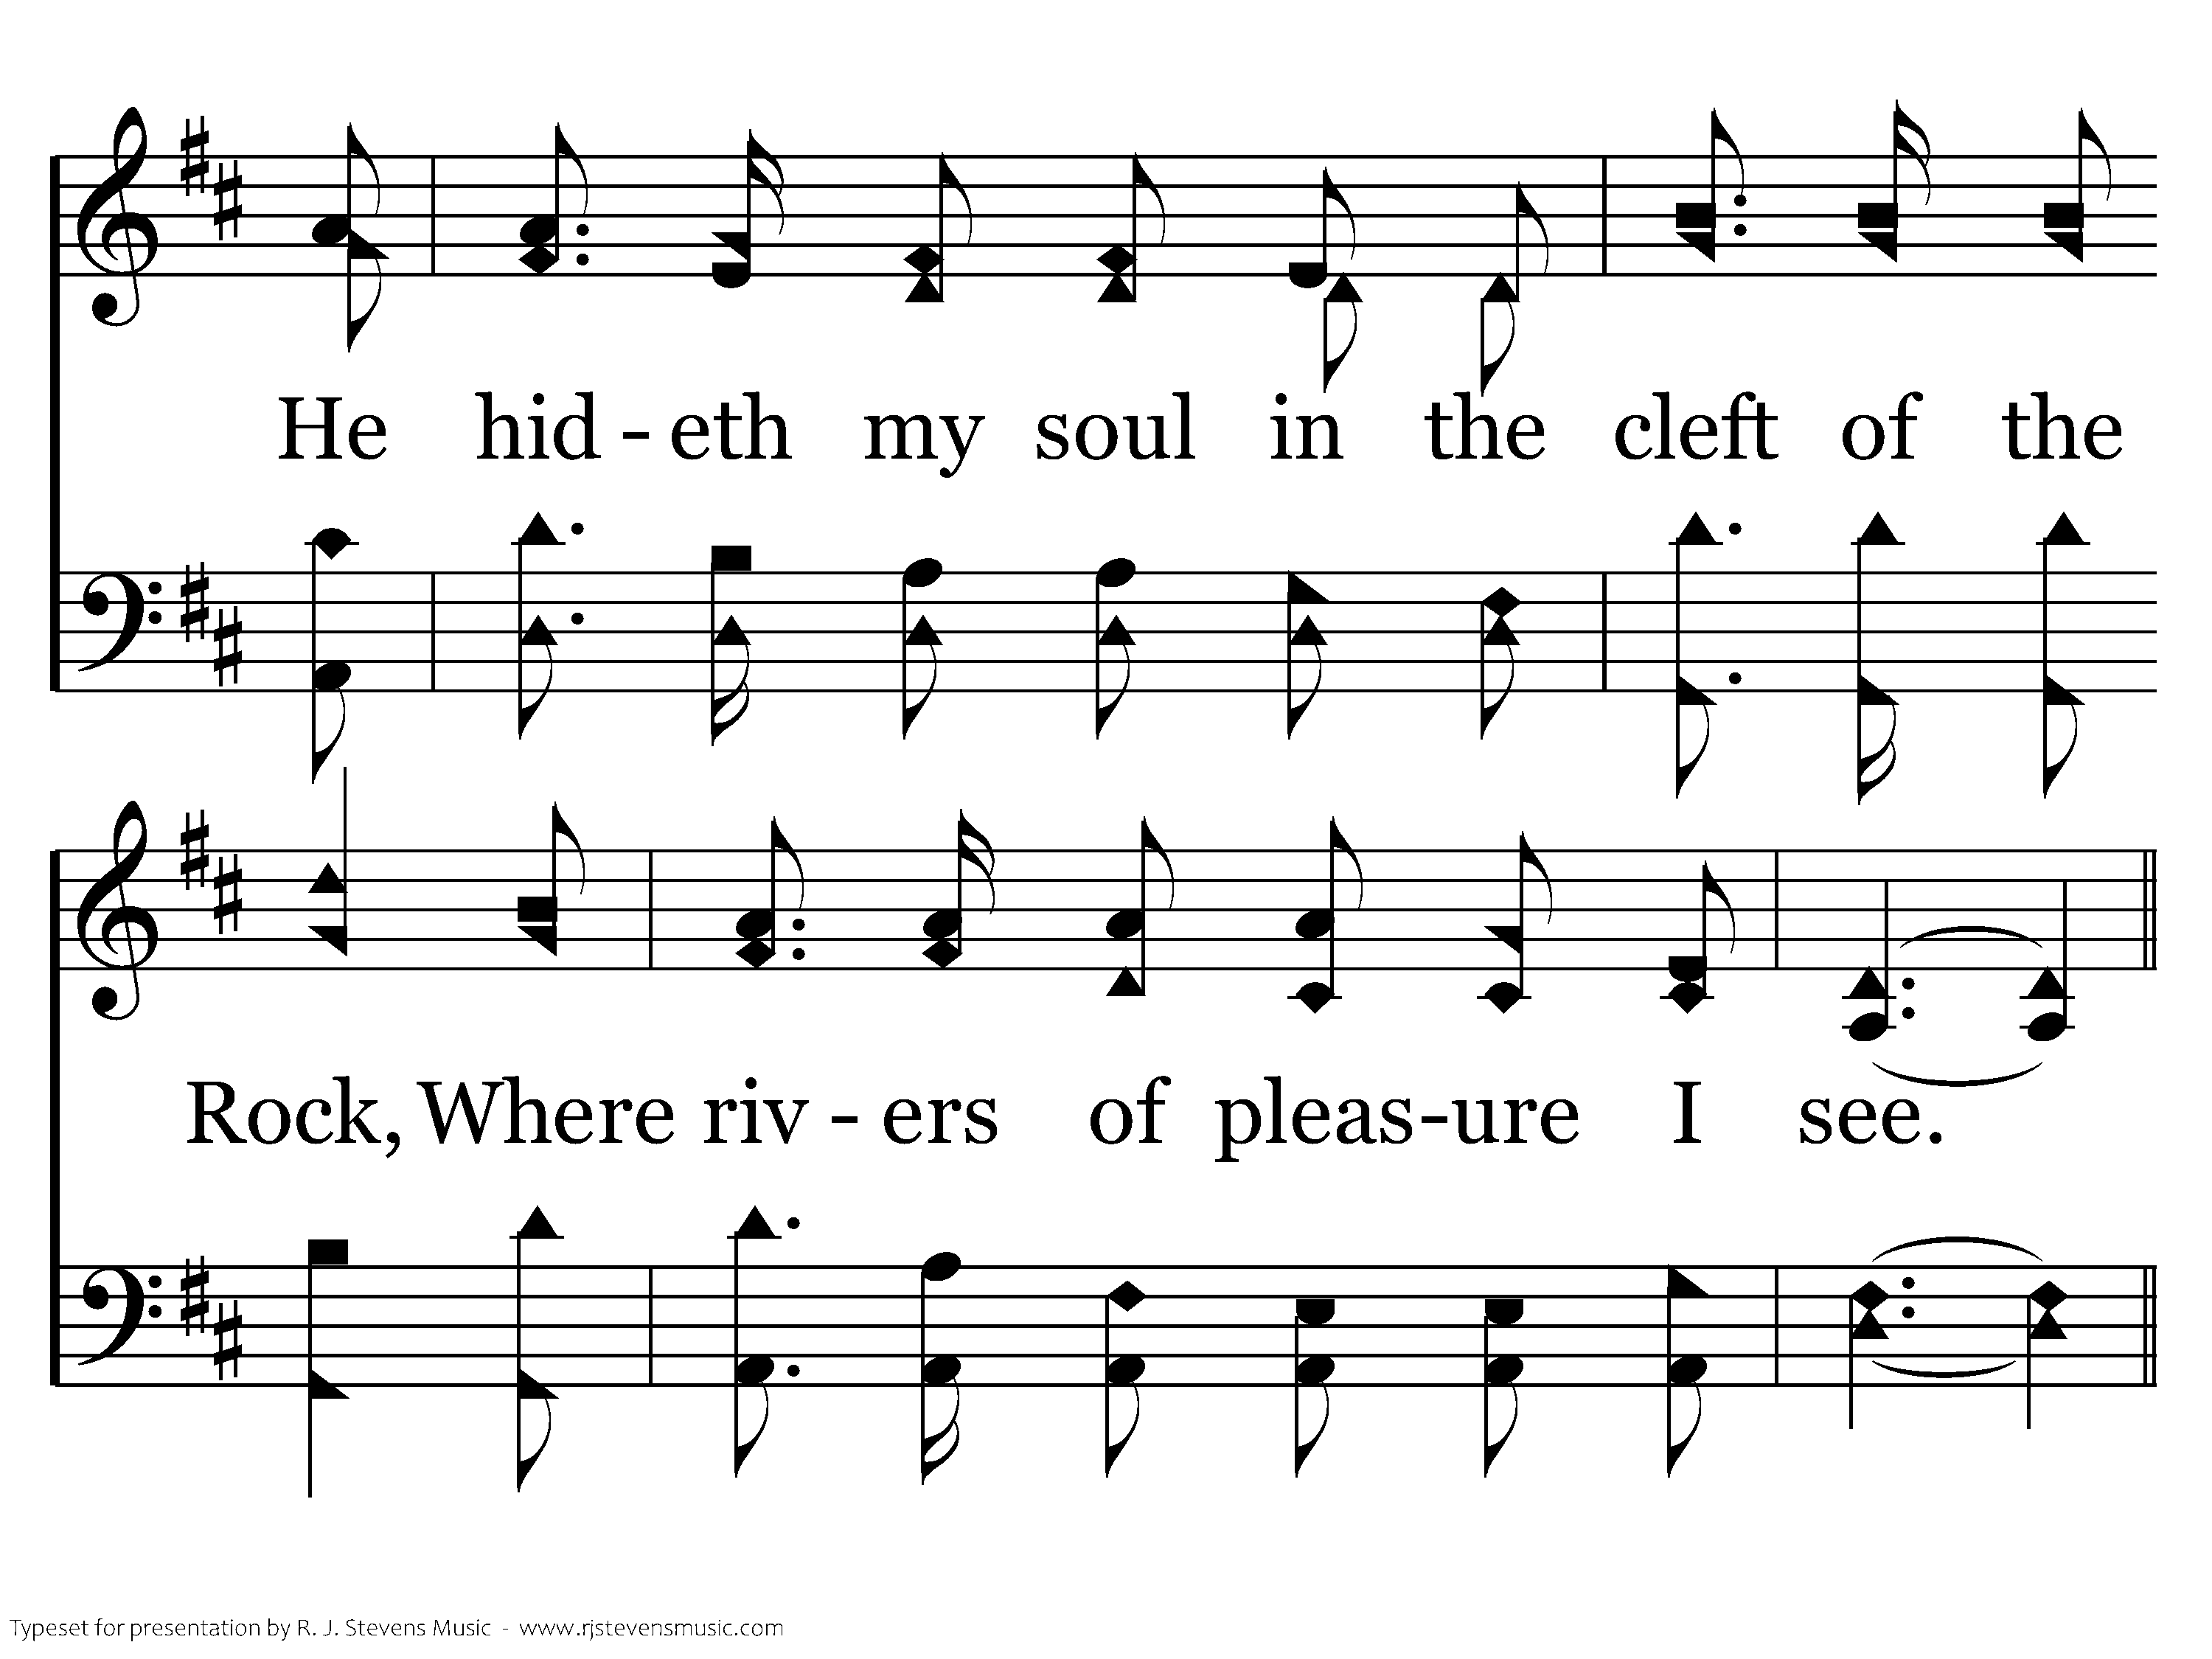 He hid - eth my soul in the cleft of the
Rock, Where riv - ers of pleas-ure I see.
Typeset for presentation by R. J. Stevens Music - www.rjstevensmusic.com